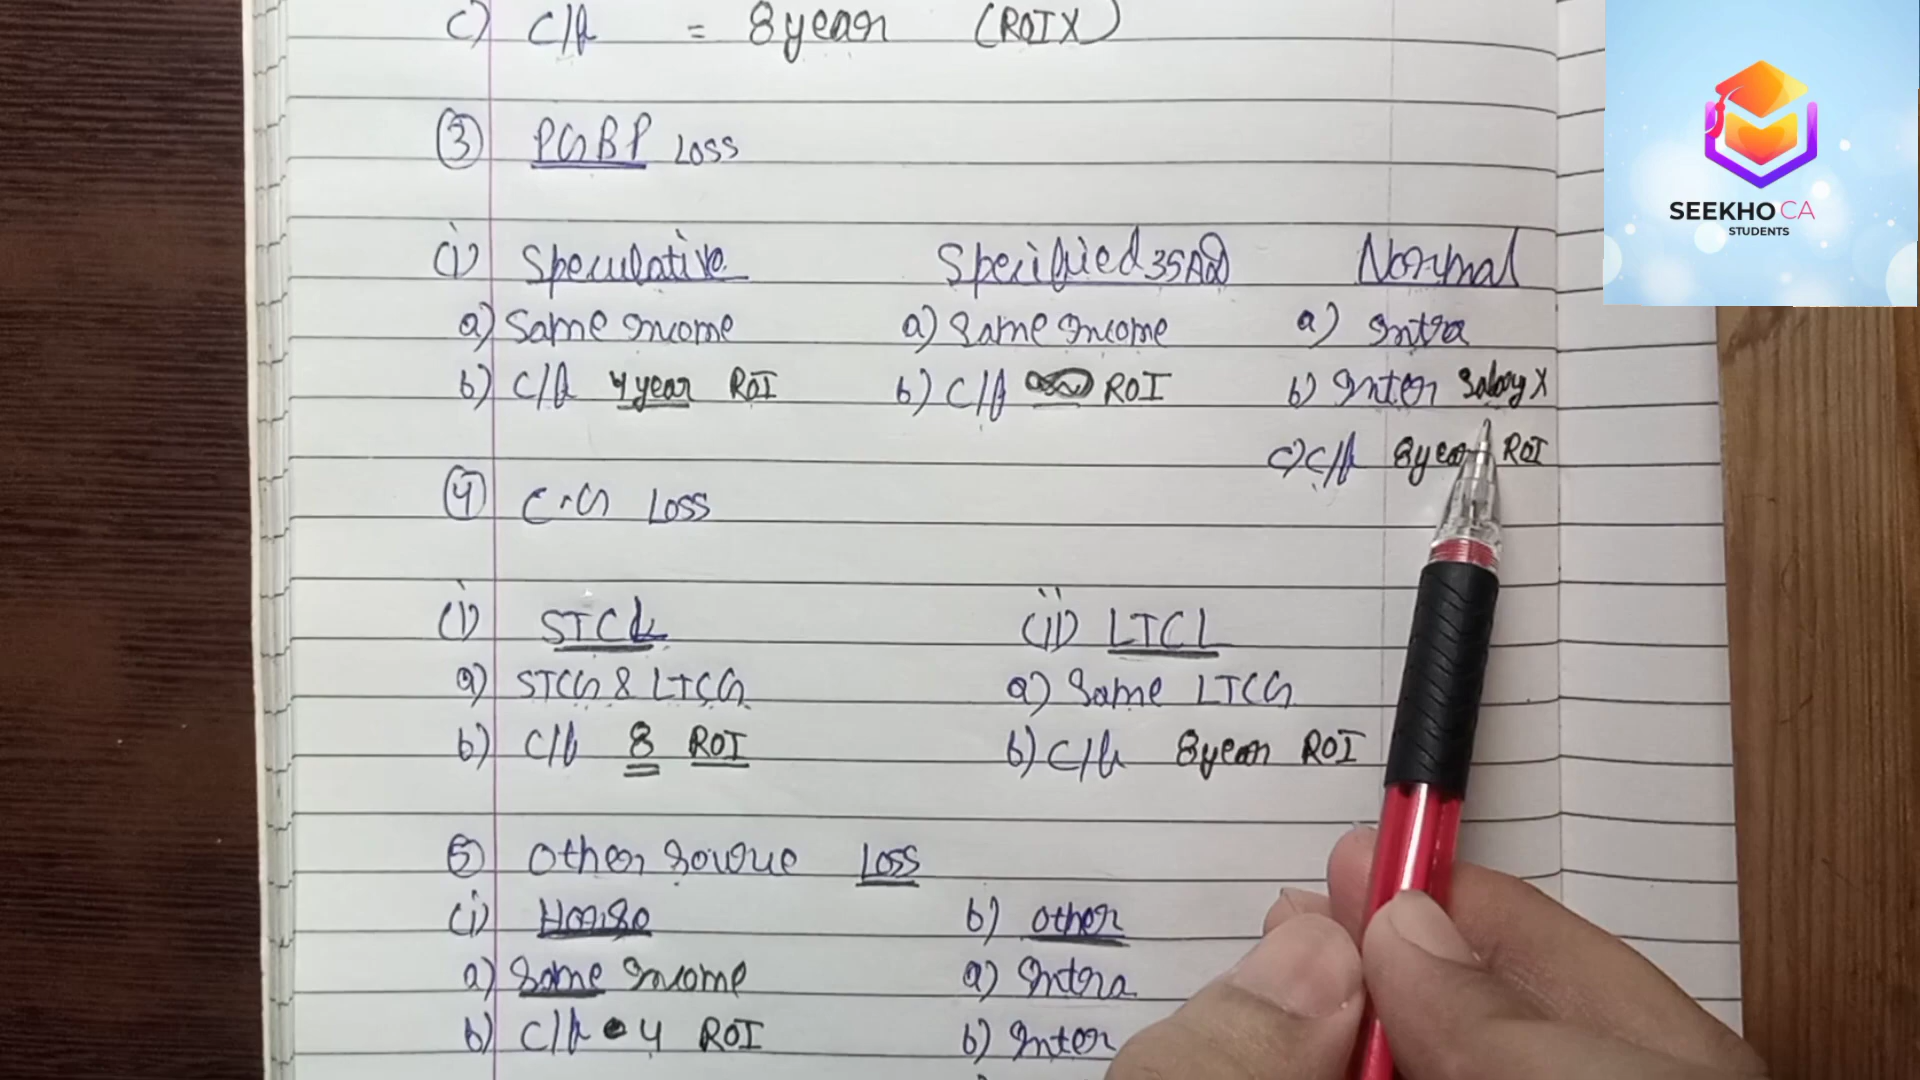 c) C/f = 8 year (ROI X)
③ PGBP Loss
SEEKHO CA
STUDENTS
(i) Speculative Specified 35AD Normal
a) Same Income a) Same Income a) Intra
b) C/f 4 year ROI b) C/f ∞ ROI b) Inter Salary X
c) C/f 8 year ROI
④ C.G Loss
(i) STCL (ii) LTCL
a) STCG & LTCG a) Same LTCG
b) C/f 8 ROI b) C/f 8 year ROI
⑤ Other Source Loss
(i) Horse b) Other
a) Same Income a) Intra
b) C/f 4 ROI b) Inter